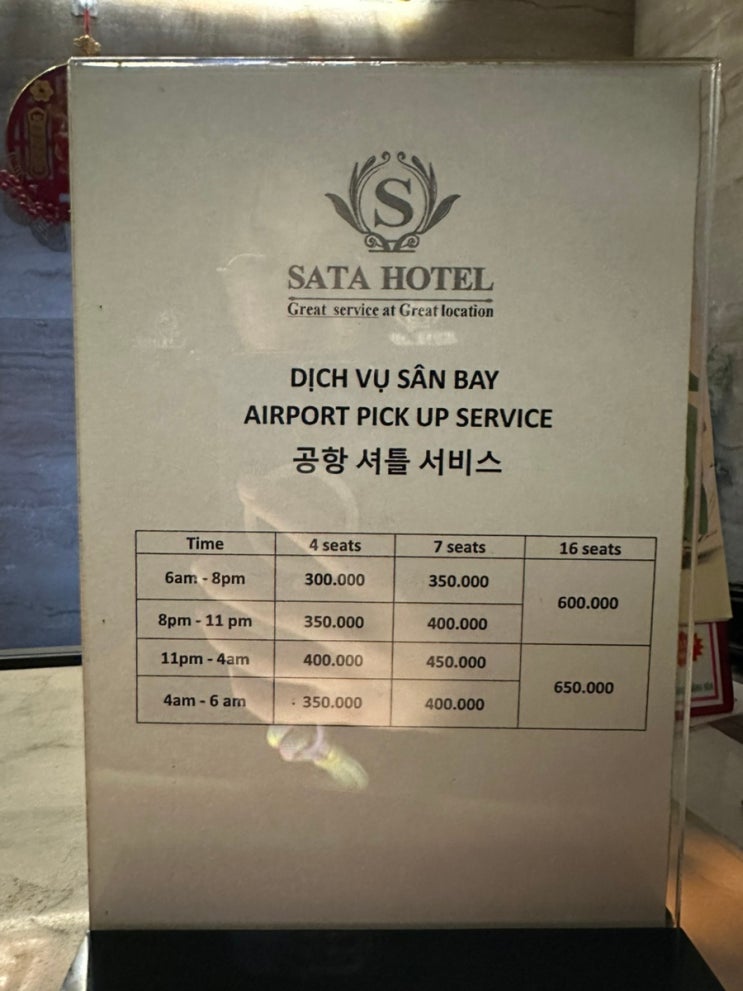 S
SATA HOTEL
Great service at Great location
DỊCH VỤ SÂN BAY
AIRPORT PICK UP SERVICE
공항 셔틀 서비스
Time 4 seats 7 seats 16 seats
6am - 8pm 300.000 350.000 600.000
8pm - 11 pm 350.000 400.000
11pm - 4am 400.000 450.000 650.000
4am - 6 am 350.000 400.000